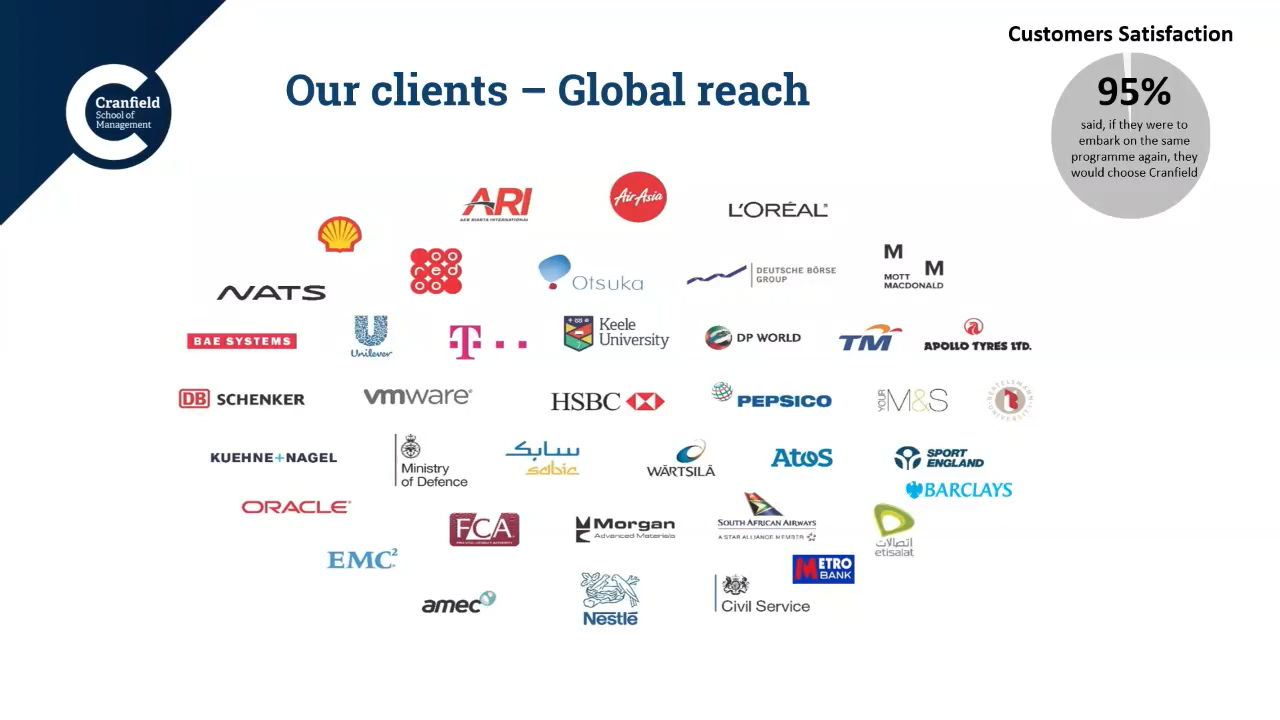 Customers Satisfaction
95%
said, if they were to
embark on the same
programme again, they
would choose Cranfield
Cranfield
School of
Management
Our clients – Global reach
ARI
AirAsia
L'ORÉAL
ooredoo
Otsuka
DEUTSCHE BÖRSE
GROUP
M
M
MOTT
MACDONALD
NATS
BAE SYSTEMS
Unilever
T
Keele
University
DP WORLD
TM
APOLLO TYRES LTD.
DB SCHENKER
vmware®
HSBC
PEPSICO
YOUR M&S
KUEHNE+NAGEL
Ministry
of Defence
سابك
sabic
WÄRTSILÄ
Atos
SPORT
ENGLAND
BARCLAYS
ORACLE®
FCA
Morgan
Advanced Materials
SOUTH AFRICAN AIRWAYS
A STAR ALLIANCE MEMBER
اتصالات
etisalat
EMC²
METRO
BANK
amec
Nestlé
Civil Service